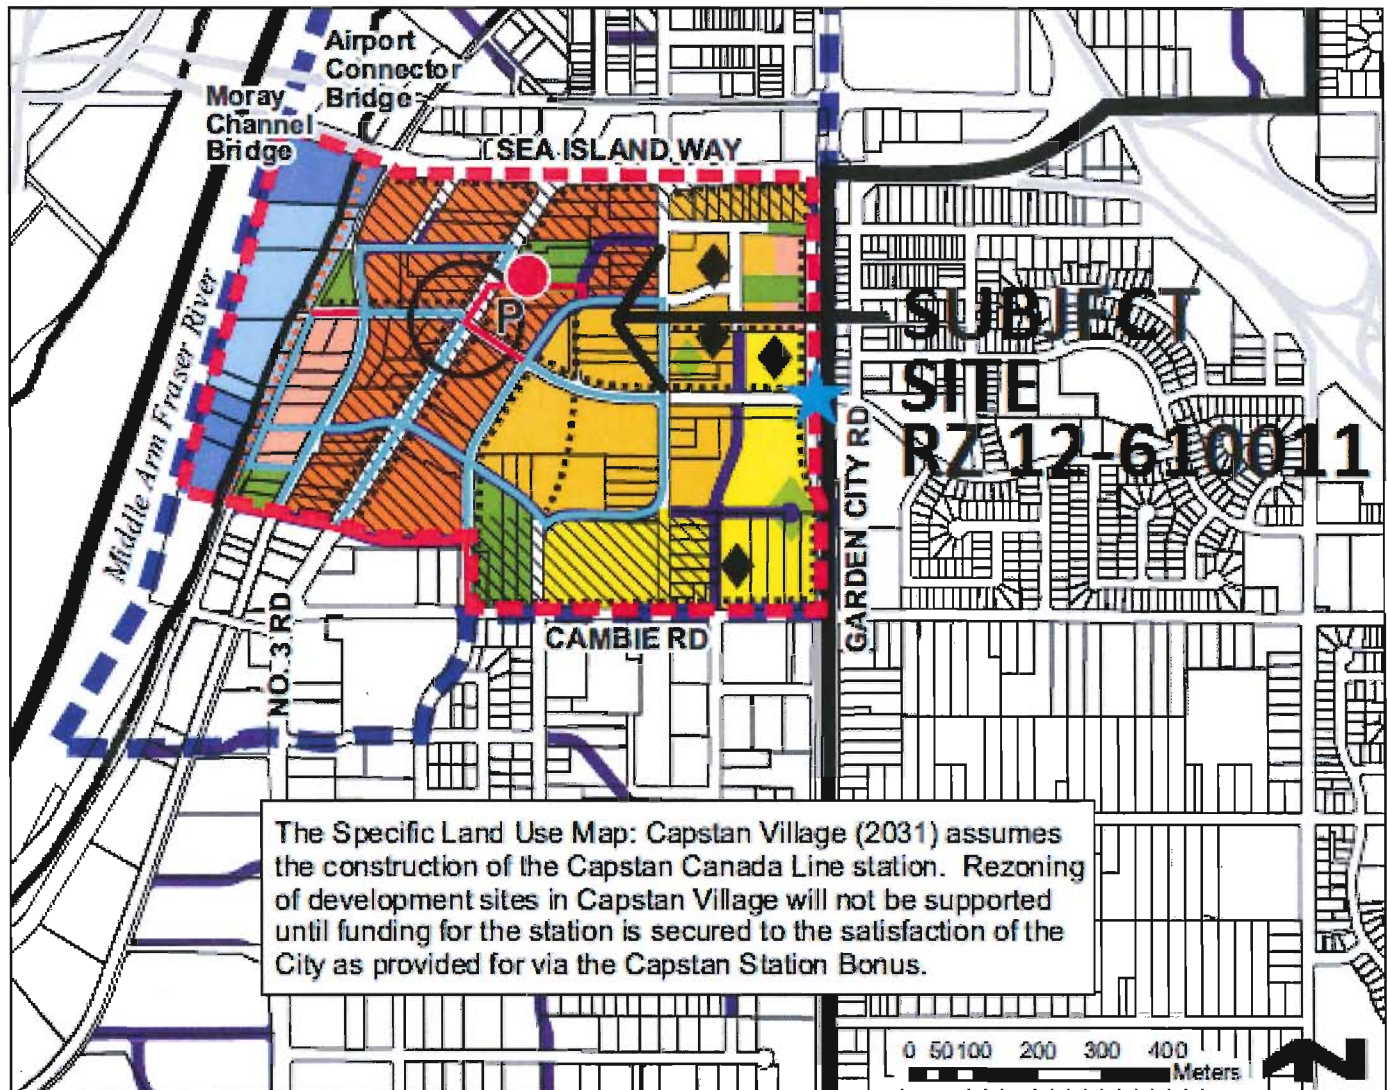 Airport
Connector
Bridge
Moray
Channel
Bridge
SEA ISLAND WAY
Middle Arm Fraser River
P
SUBJECT
SITE
RZ 12-610011
GARDEN CITY RD
NO. 3 RD
CAMBIE RD
The Specific Land Use Map: Capstan Village (2031) assumes
the construction of the Capstan Canada Line station. Rezoning
of development sites in Capstan Village will not be supported
until funding for the station is secured to the satisfaction of the
City as provided for via the Capstan Station Bonus.
0 50 100 200 300 400
Meters
N